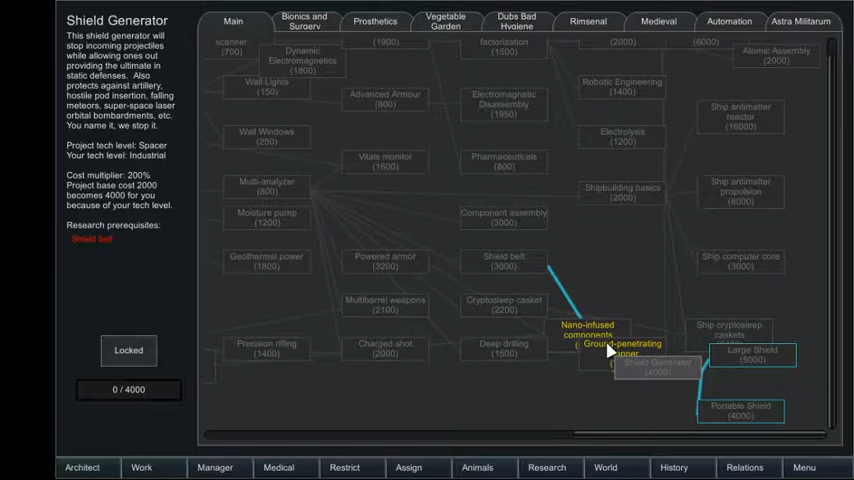 Shield Generator
This shield generator will
stop incoming projectiles
while allowing ones out
providing the ultimate in
static defenses. Also
protects against artillery,
hostile pod insertion, falling
meteors, super-space laser
orbital bombardments, etc.
You name it, we stop it.
Project tech level: Spacer
Your tech level: Industrial
Cost multiplier: 200%
Project base cost 2000
becomes 4000 for you
because of your tech level.
Research prerequisites:
Shield belt
Locked
0 / 4000
Main
Bionics and
Surgery
Prosthetics
Vegetable
Garden
Dubs Bad
Hygiene
Rimsenal
Medieval
Automation
Astra Militarum
scanner
(700)
Dynamic
Electromagnetics
(1800)
(1900)
factorization
(1500)
(2000)
(6000)
Atomic Assembly
(2000)
Wall Lights
(150)
Advanced Armour
(800)
Electromagnetic
Disassembly
(1950)
Robotic Engineering
(1400)
Ship antimatter
reactor
(16000)
Wall Windows
(250)
Vitals monitor
(1600)
Pharmaceuticals
(800)
Electrolysis
(1200)
Multi-analyzer
(800)
Shipbuilding basics
(2000)
Ship antimatter
propulsion
(8000)
Moisture pump
(1200)
Component assembly
(3000)
Geothermal power
(1800)
Powered armor
(3200)
Shield belt
(3000)
Ship computer core
(3000)
Multibarrel weapons
(2100)
Cryptosleep casket
(2200)
Nano-infused
components
Ship cryptosleep
caskets
Precision rifling
(1400)
Charged shot
(2000)
Deep drilling
(1500)
Ground-penetrating
Shield Generator
(4000)
Large Shield
(5000)
Portable Shield
(4000)
Architect
Work
Manager
Medical
Restrict
Assign
Animals
Research
World
History
Relations
Menu